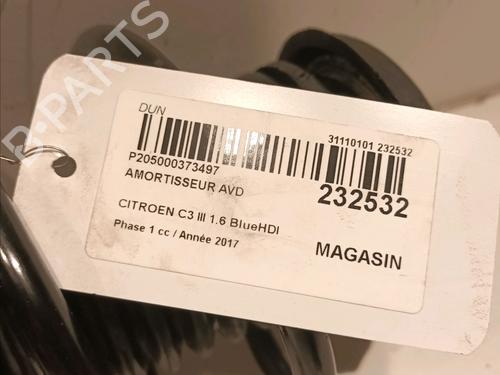 DUN
31110101 232532
P205000373497
AMORTISSEUR AVD
232532
CITROEN C3 III 1.6 BlueHDI
Phase 1 cc / Année 2017
MAGASIN
B-PARTS